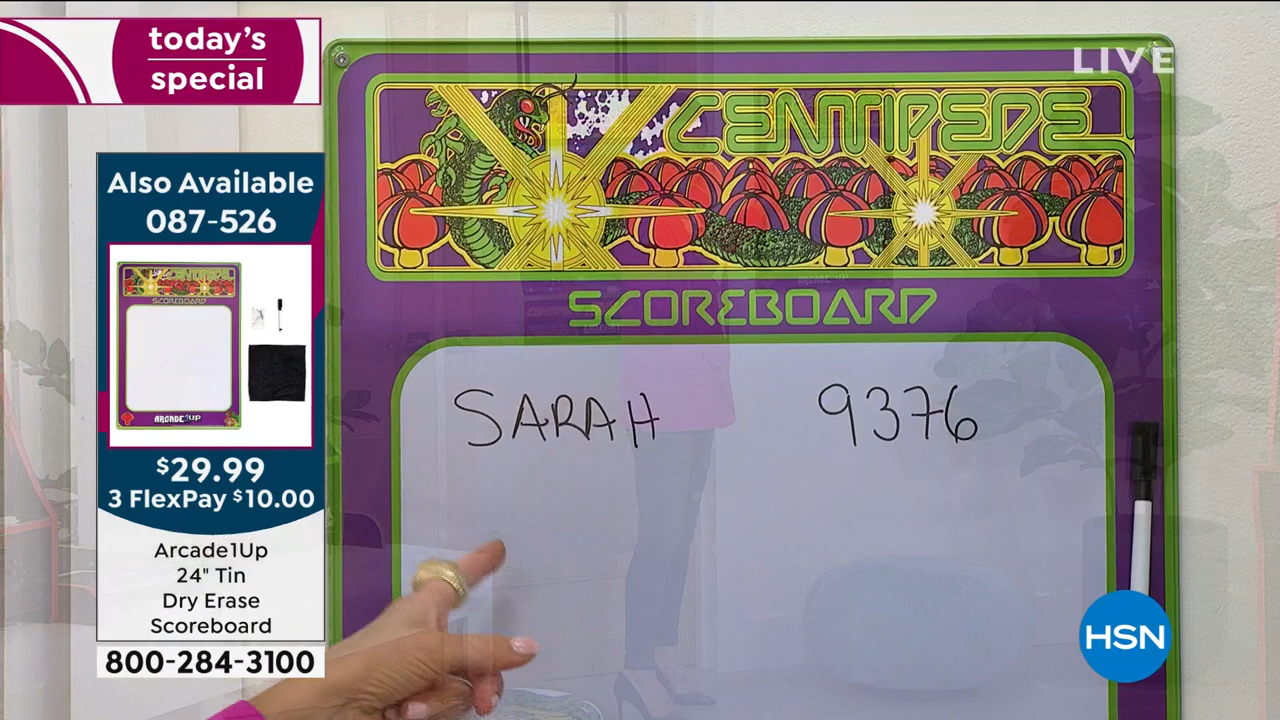 today's
special
Also Available
087-526
CENTIPEDE
SCOREBOARD
ARCADE1UP
$29.99
3 FlexPay $10.00
Arcade1Up
24" Tin
Dry Erase
Scoreboard
800-284-3100
LIVE
CENTIPEDE
SCOREBOARD
SARAH 9376
HSN